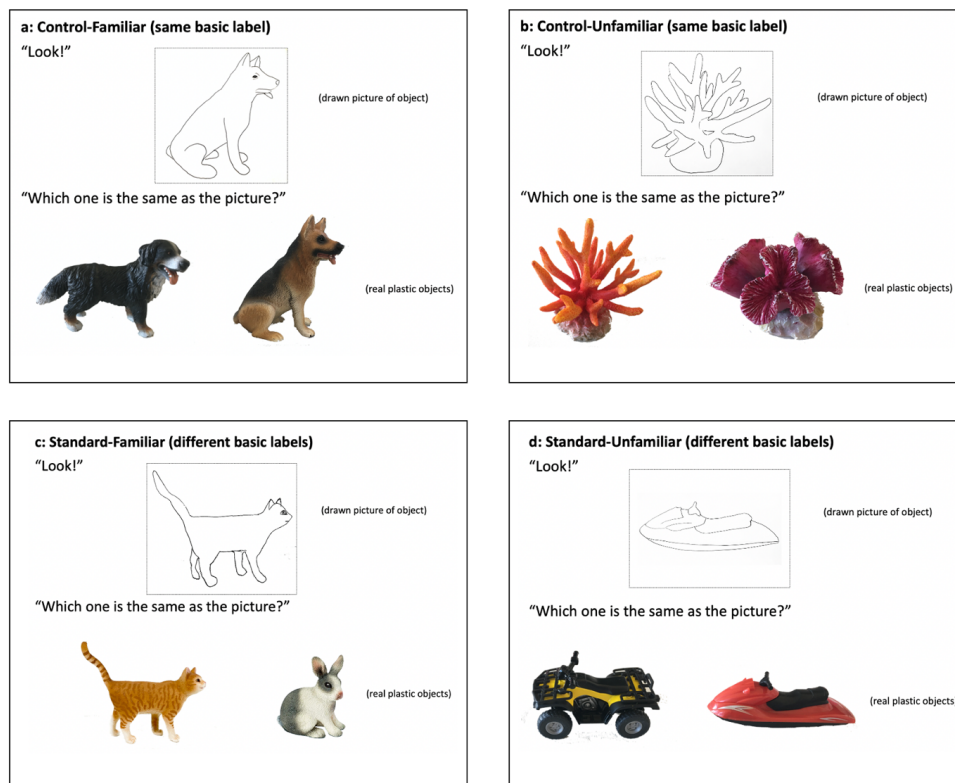 a: Control-Familiar (same basic label)
“Look!”
(drawn picture of object)
“Which one is the same as the picture?”
(real plastic objects)
b: Control-Unfamiliar (same basic label)
“Look!”
(drawn picture of object)
“Which one is the same as the picture?”
(real plastic objects)
c: Standard-Familiar (different basic labels)
“Look!”
(drawn picture of object)
“Which one is the same as the picture?”
(real plastic objects)
d: Standard-Unfamiliar (different basic labels)
“Look!”
(drawn picture of object)
“Which one is the same as the picture?”
(real plastic objects